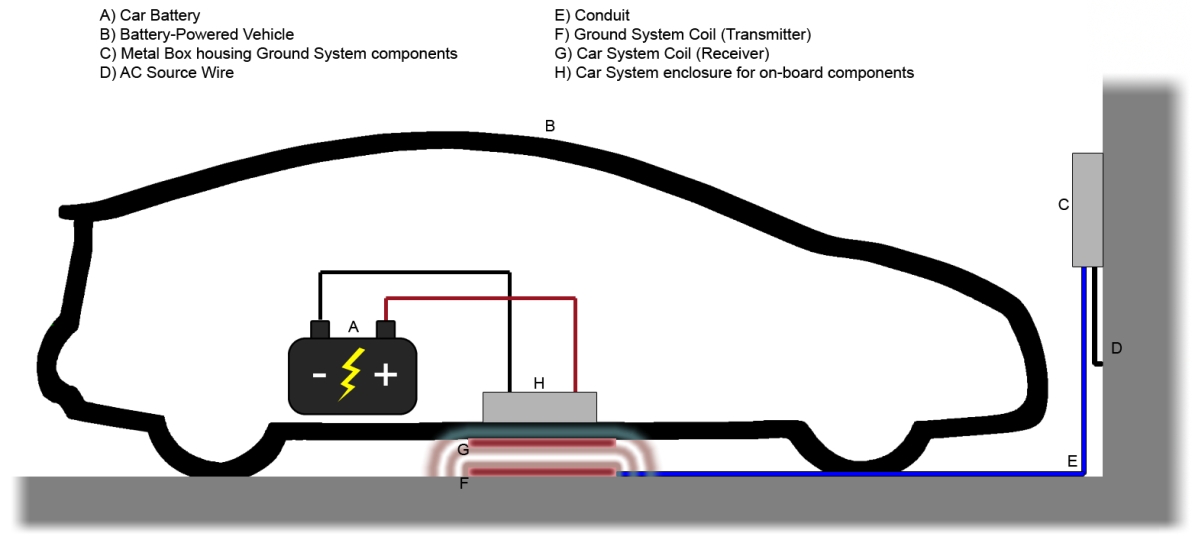 A) Car Battery
B) Battery-Powered Vehicle
C) Metal Box housing Ground System components
D) AC Source Wire
E) Conduit
F) Ground System Coil (Transmitter)
G) Car System Coil (Receiver)
H) Car System enclosure for on-board components
B
C
A
- +
D
H
G
E
F